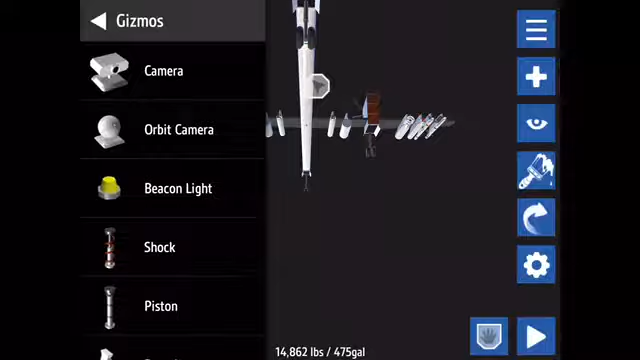 Gizmos
Camera
Orbit Camera
Beacon Light
Shock
Piston
14,862 lbs / 475gal